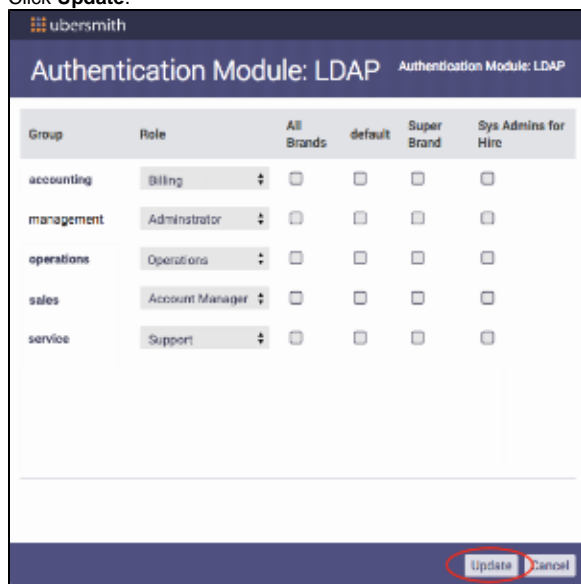 Click Update.
ubersmith
Authentication Module: LDAP Authentication Module: LDAP
Group Role All Brands default Super Brand Sys Admins for Hire
accounting Billing
management Adminstrator
operations Operations
sales Account Manager
service Support
Update Cancel